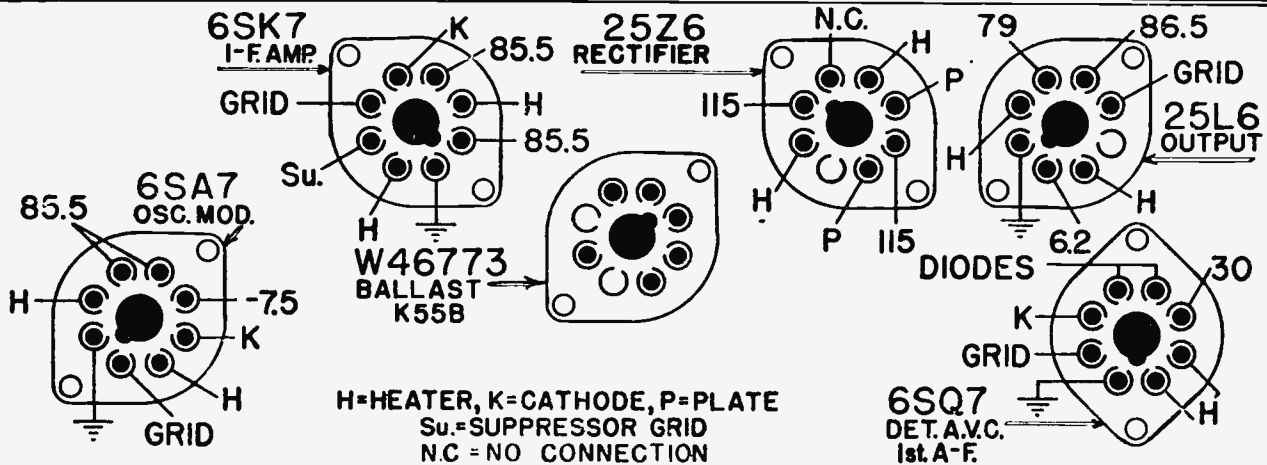 6SK7
I-F. AMP.
K
85.5
GRID
H
85.5
Su.
H
25Z6
RECTIFIER
N.C.
H
P
115
H
P
115
79
86.5
GRID
25L6
OUTPUT
H
H
6.2
6SA7
OSC. MOD.
85.5
H
-7.5
K
H
GRID
W46773
BALLAST
K55B
DIODES
30
K
GRID
H
6SQ7
DET. A.V.C.
1st. A-F.
H=HEATER, K=CATHODE, P=PLATE
Su.=SUPPRESSOR GRID
N.C = NO CONNECTION